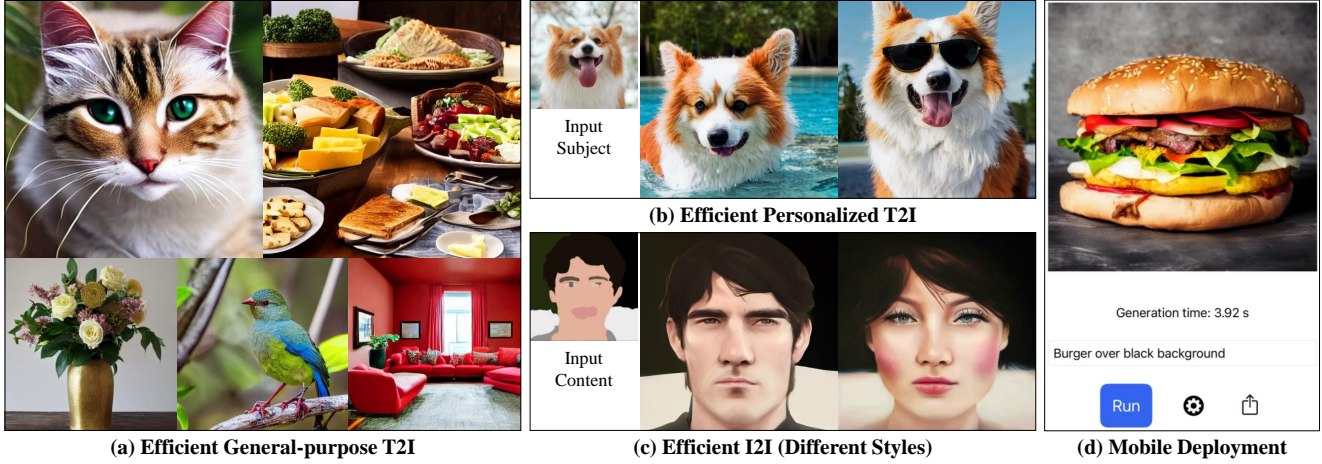 Input
Subject
(b) Efficient Personalized T2I
Input
Content
Generation time: 3.92 s
Burger over black background
Run
(a) Efficient General-purpose T2I
(c) Efficient I2I (Different Styles)
(d) Mobile Deployment